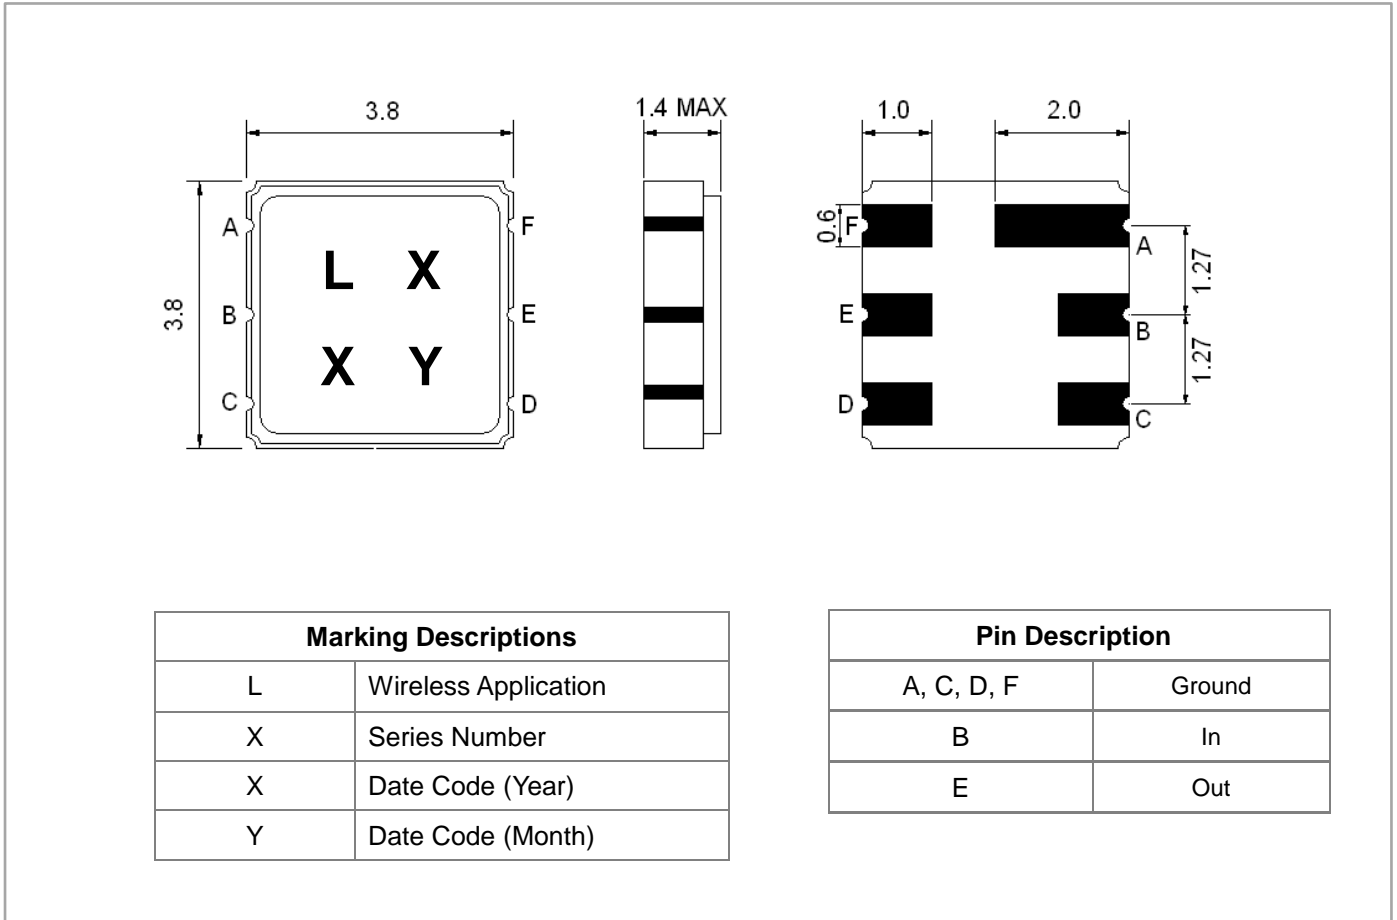 3.8
1.4 MAX
1.0
2.0
3.8
A
B
C
F
E
D
L X
X Y
0.6
F
E
D
A
B
C
1.27
1.27
Marking Descriptions
L Wireless Application
X Series Number
X Date Code (Year)
Y Date Code (Month)
Pin Description
A, C, D, F Ground
B In
E Out